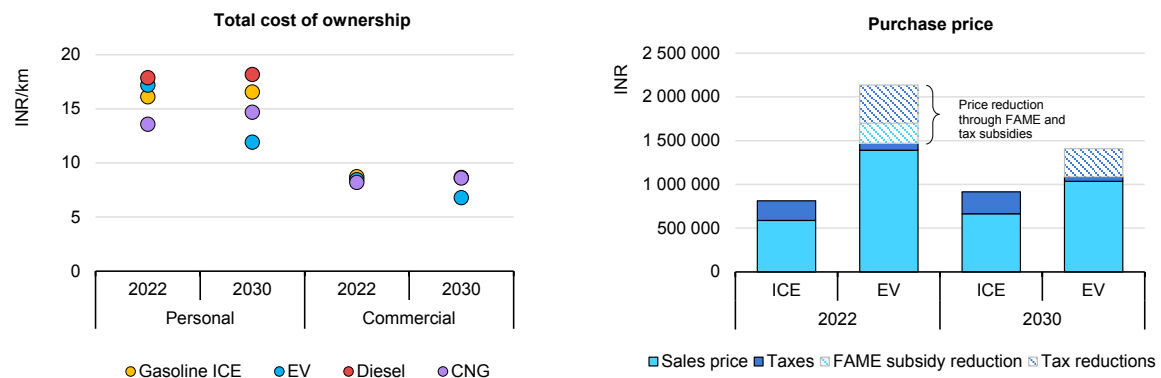 Total cost of ownership
INR/km
20
15
10
5
0
2022
2030
2022
2030
Personal
Commercial
Gasoline ICE
EV
Diesel
CNG
Purchase price
INR
2 500 000
2 000 000
1 500 000
1 000 000
500 000
0
Price reduction
through FAME and
tax subsidies
ICE
EV
ICE
EV
2022
2030
Sales price
Taxes
FAME subsidy reduction
Tax reductions